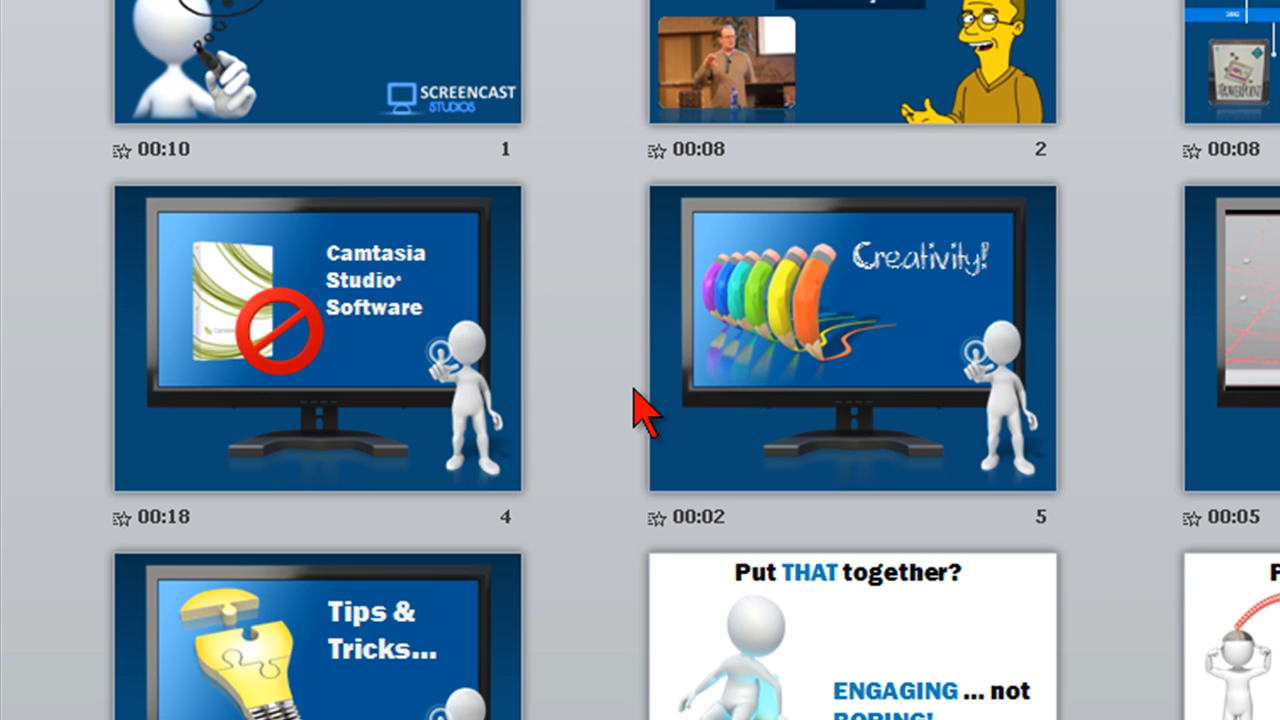 SCREENCAST
STUDIOS
POWERPOINT
00:10
1
00:08
2
00:08
Camtasia
Studio
Software
Creativity!
00:18
4
00:02
5
00:05
Tips &
Tricks...
Put THAT together?
ENGAGING ... not
BORING!